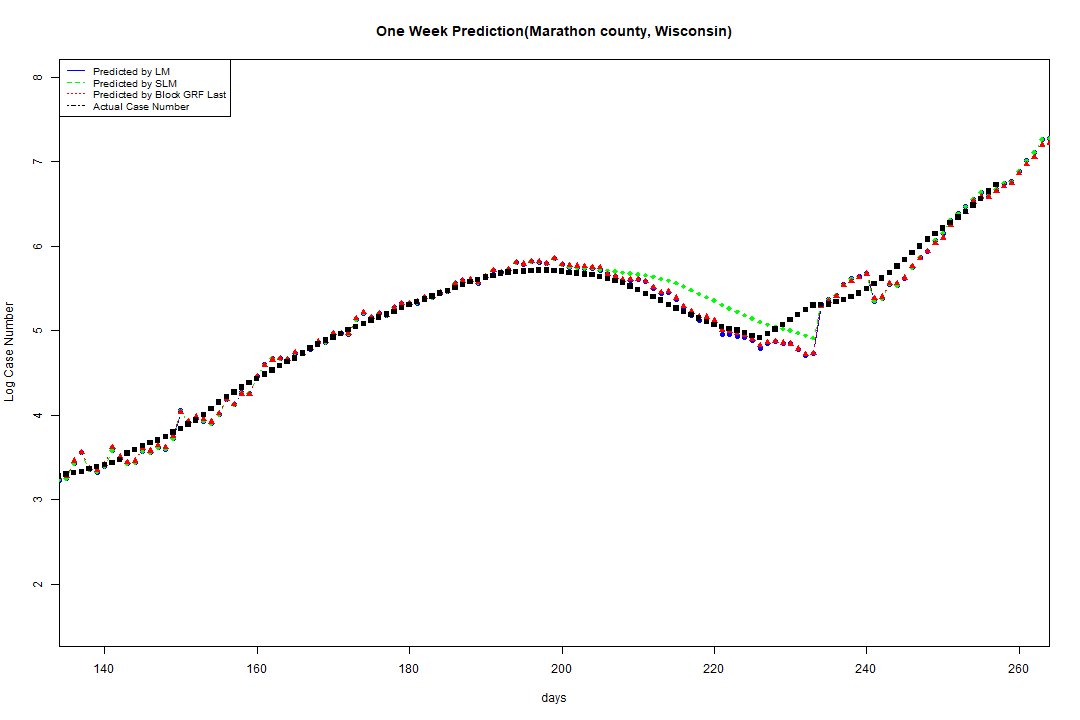 One Week Prediction(Marathon county, Wisconsin)
Predicted by LM
Predicted by SLM
Predicted by Block GRF Last
Actual Case Number
8
7
6
5
4
3
2
Log Case Number
140 160 180 200 220 240 260
days